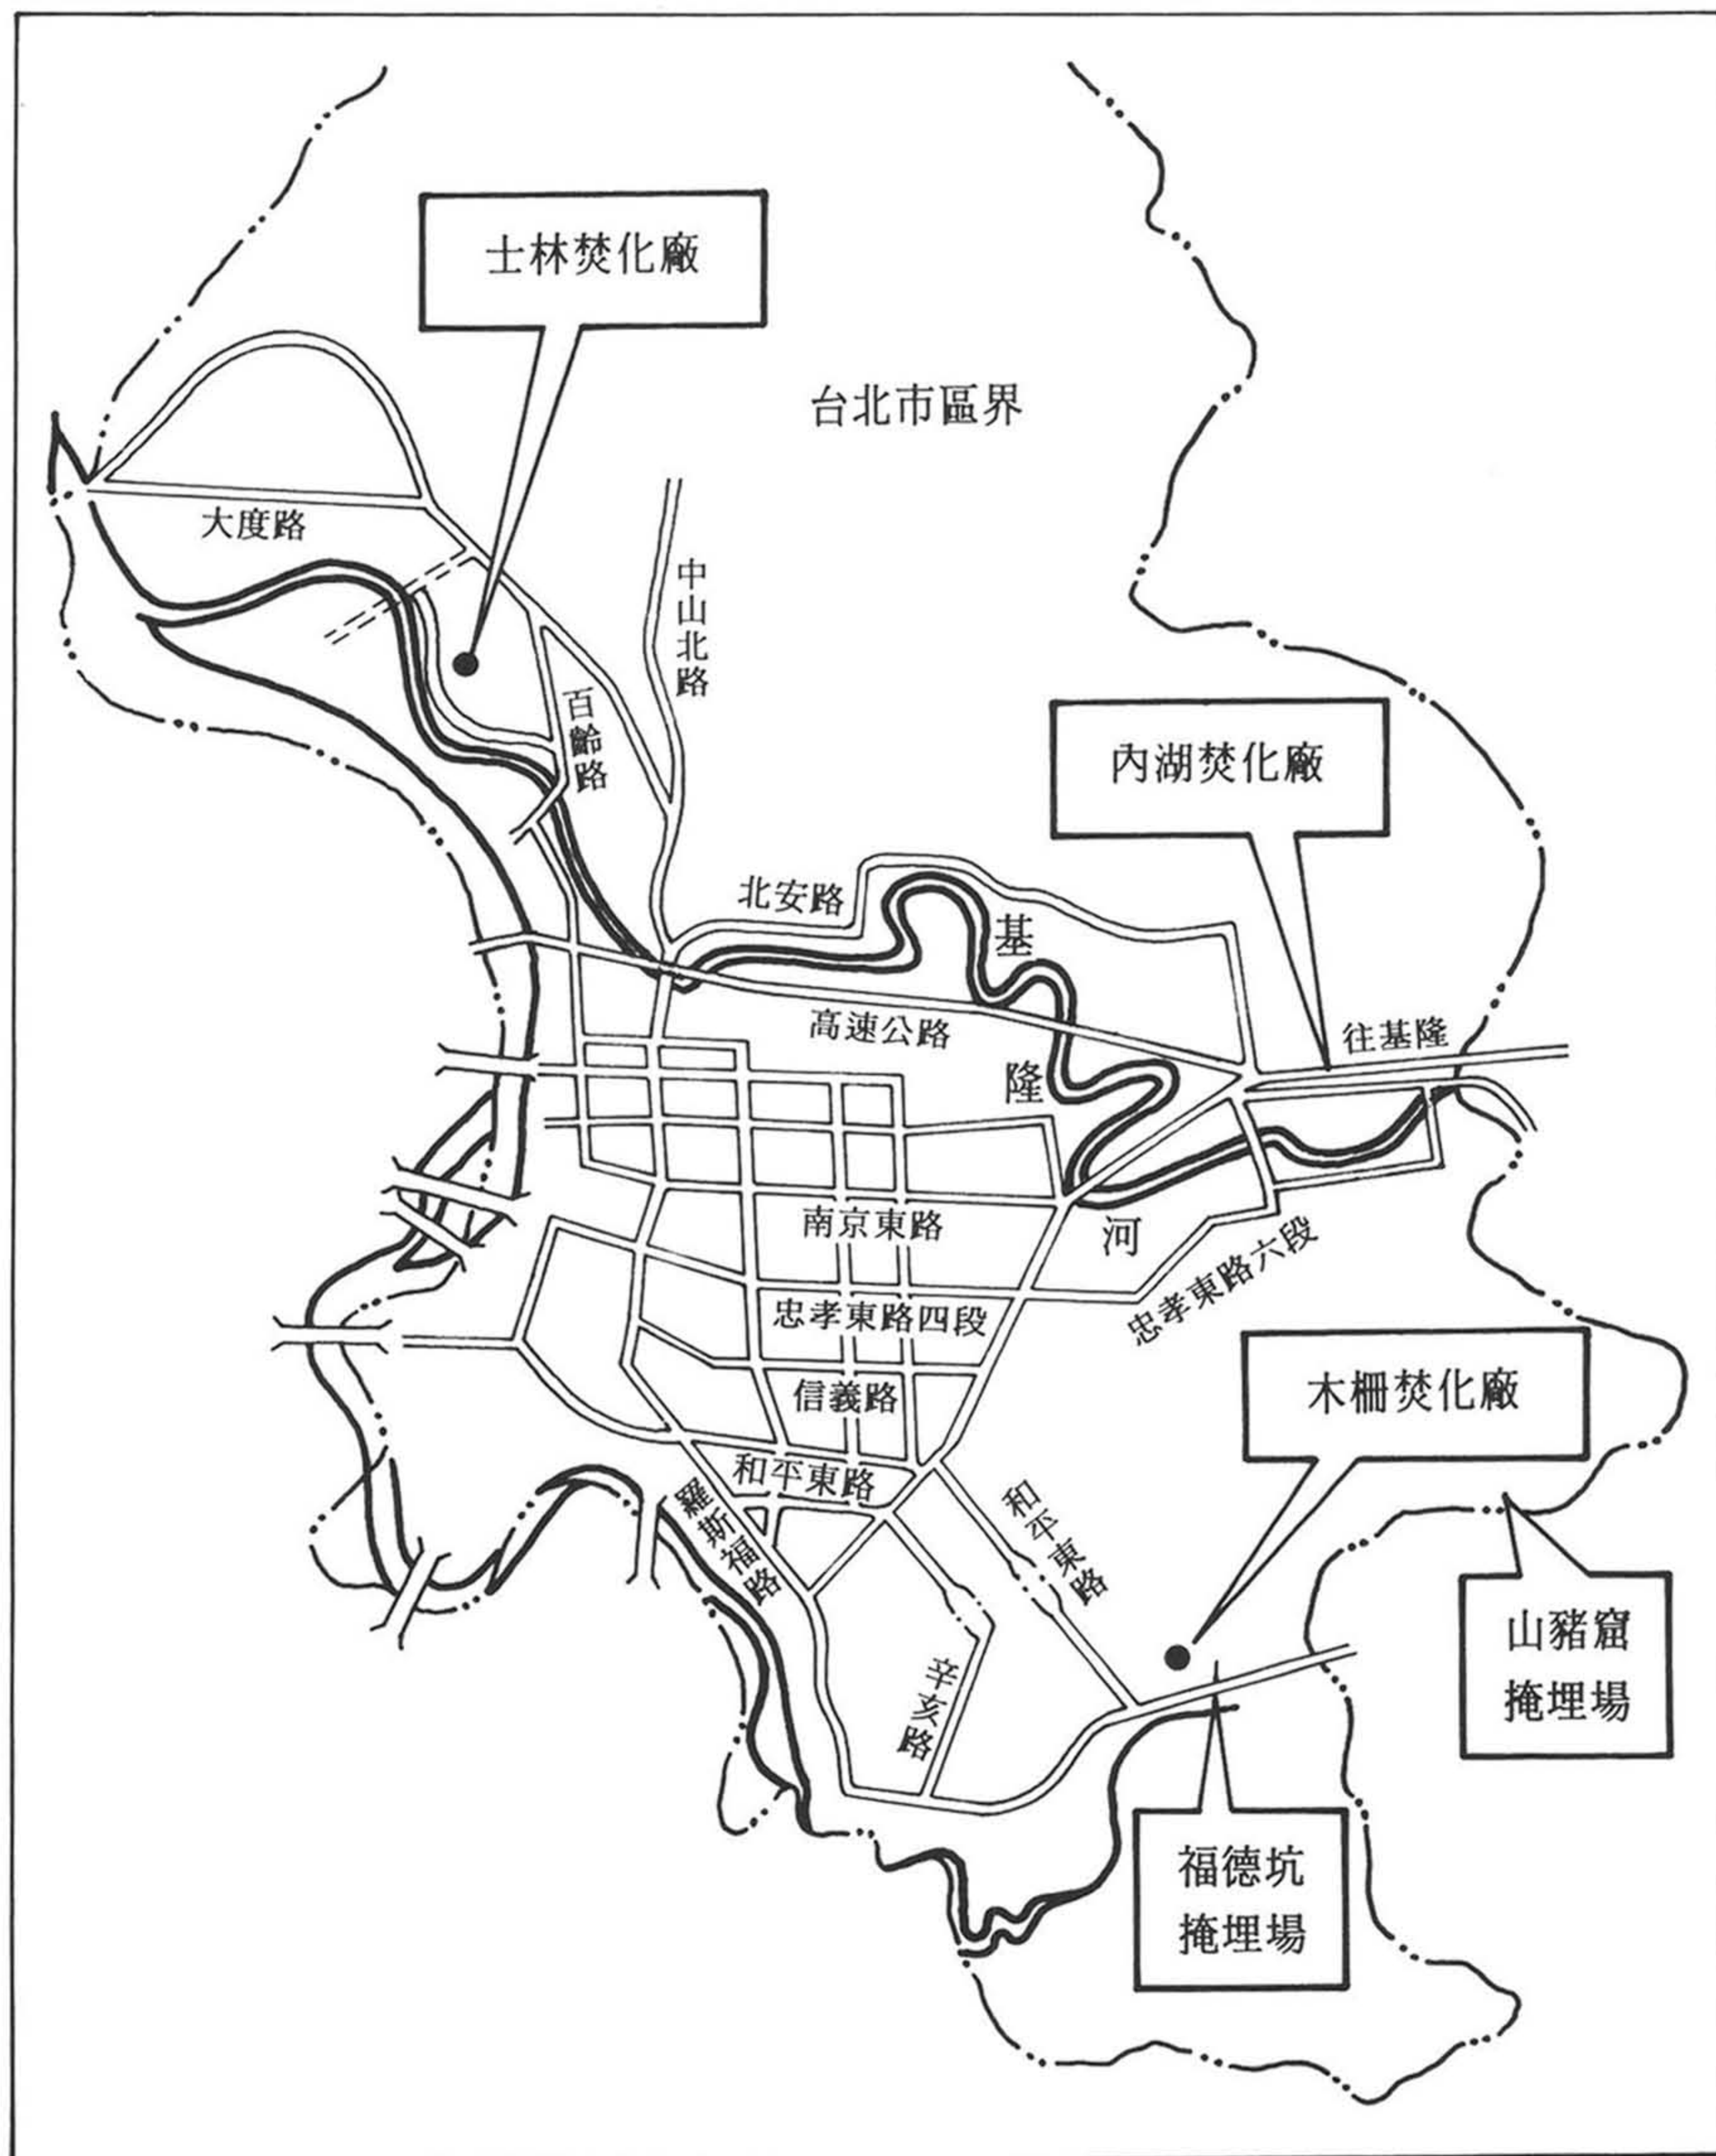 士林焚化廠
台北市區界
大度路
中山北路
百齡路
內湖焚化廠
北安路
基隆河
高速公路
往基隆
南京東路
忠孝東路六段
忠孝東路四段
木柵焚化廠
信義路
和平東路
羅斯福路
和平東路
山豬窟
掩埋場
辛亥路
福德坑
掩埋場